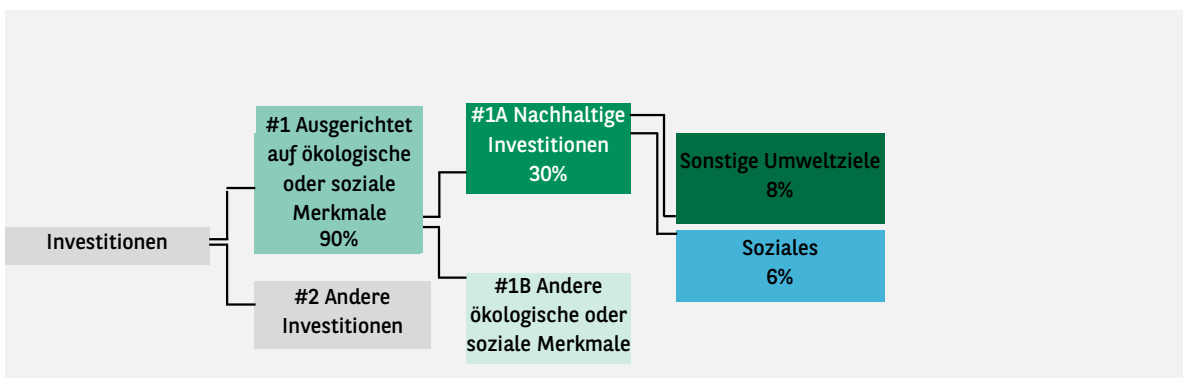 Investitionen
#1 Ausgerichtet
auf ökologische
oder soziale
Merkmale
90%
#2 Andere
Investitionen
#1A Nachhaltige
Investitionen
30%
#1B Andere
ökologische oder
soziale Merkmale
Sonstige Umweltziele
8%
Soziales
6%